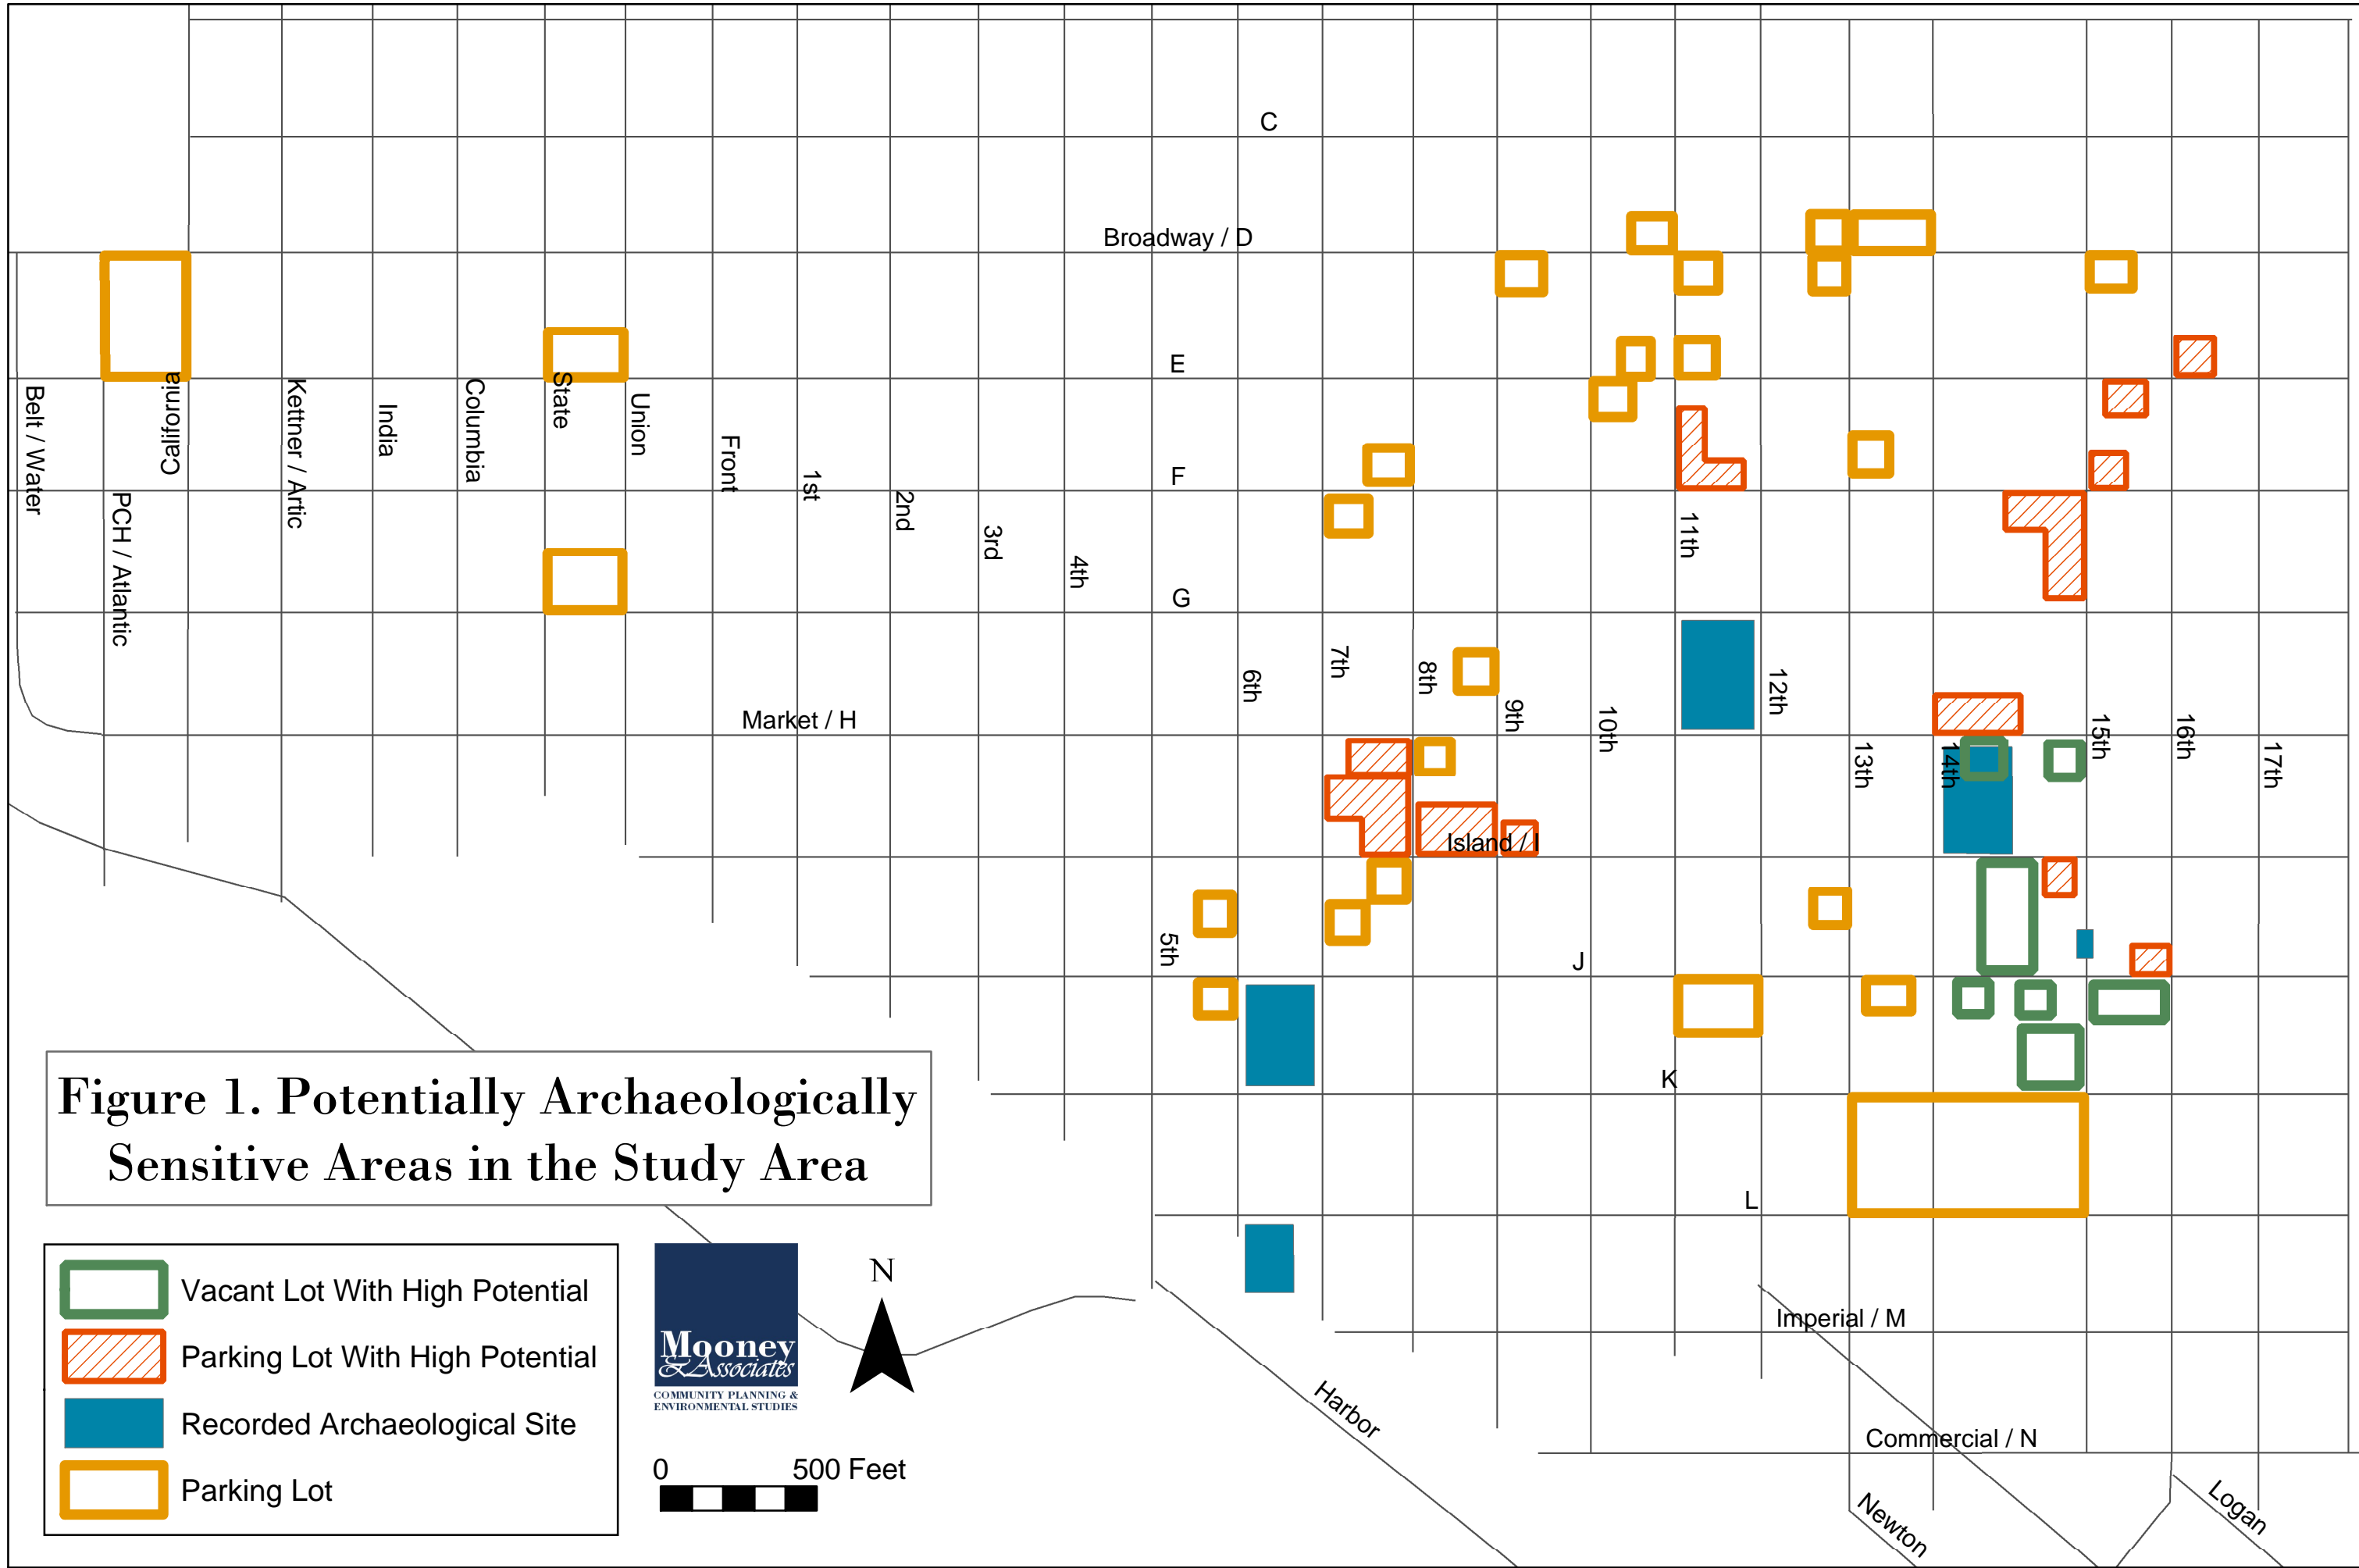 C
Broadway / D
E
F
G
Market / H
Island / I
J
K
L
Imperial / M
Commercial / N
Belt / Water
PCH / Atlantic
California
Kettner / Artic
India
Columbia
State
Union
Front
1st
2nd
3rd
4th
5th
6th
7th
8th
9th
10th
11th
12th
13th
14th
15th
16th
17th
Harbor
Newton
Logan
Figure 1. Potentially Archaeologically
Sensitive Areas in the Study Area
Vacant Lot With High Potential
Parking Lot With High Potential
Recorded Archaeological Site
Parking Lot
Mooney
& Associates
COMMUNITY PLANNING &
ENVIRONMENTAL STUDIES
N
0 500 Feet